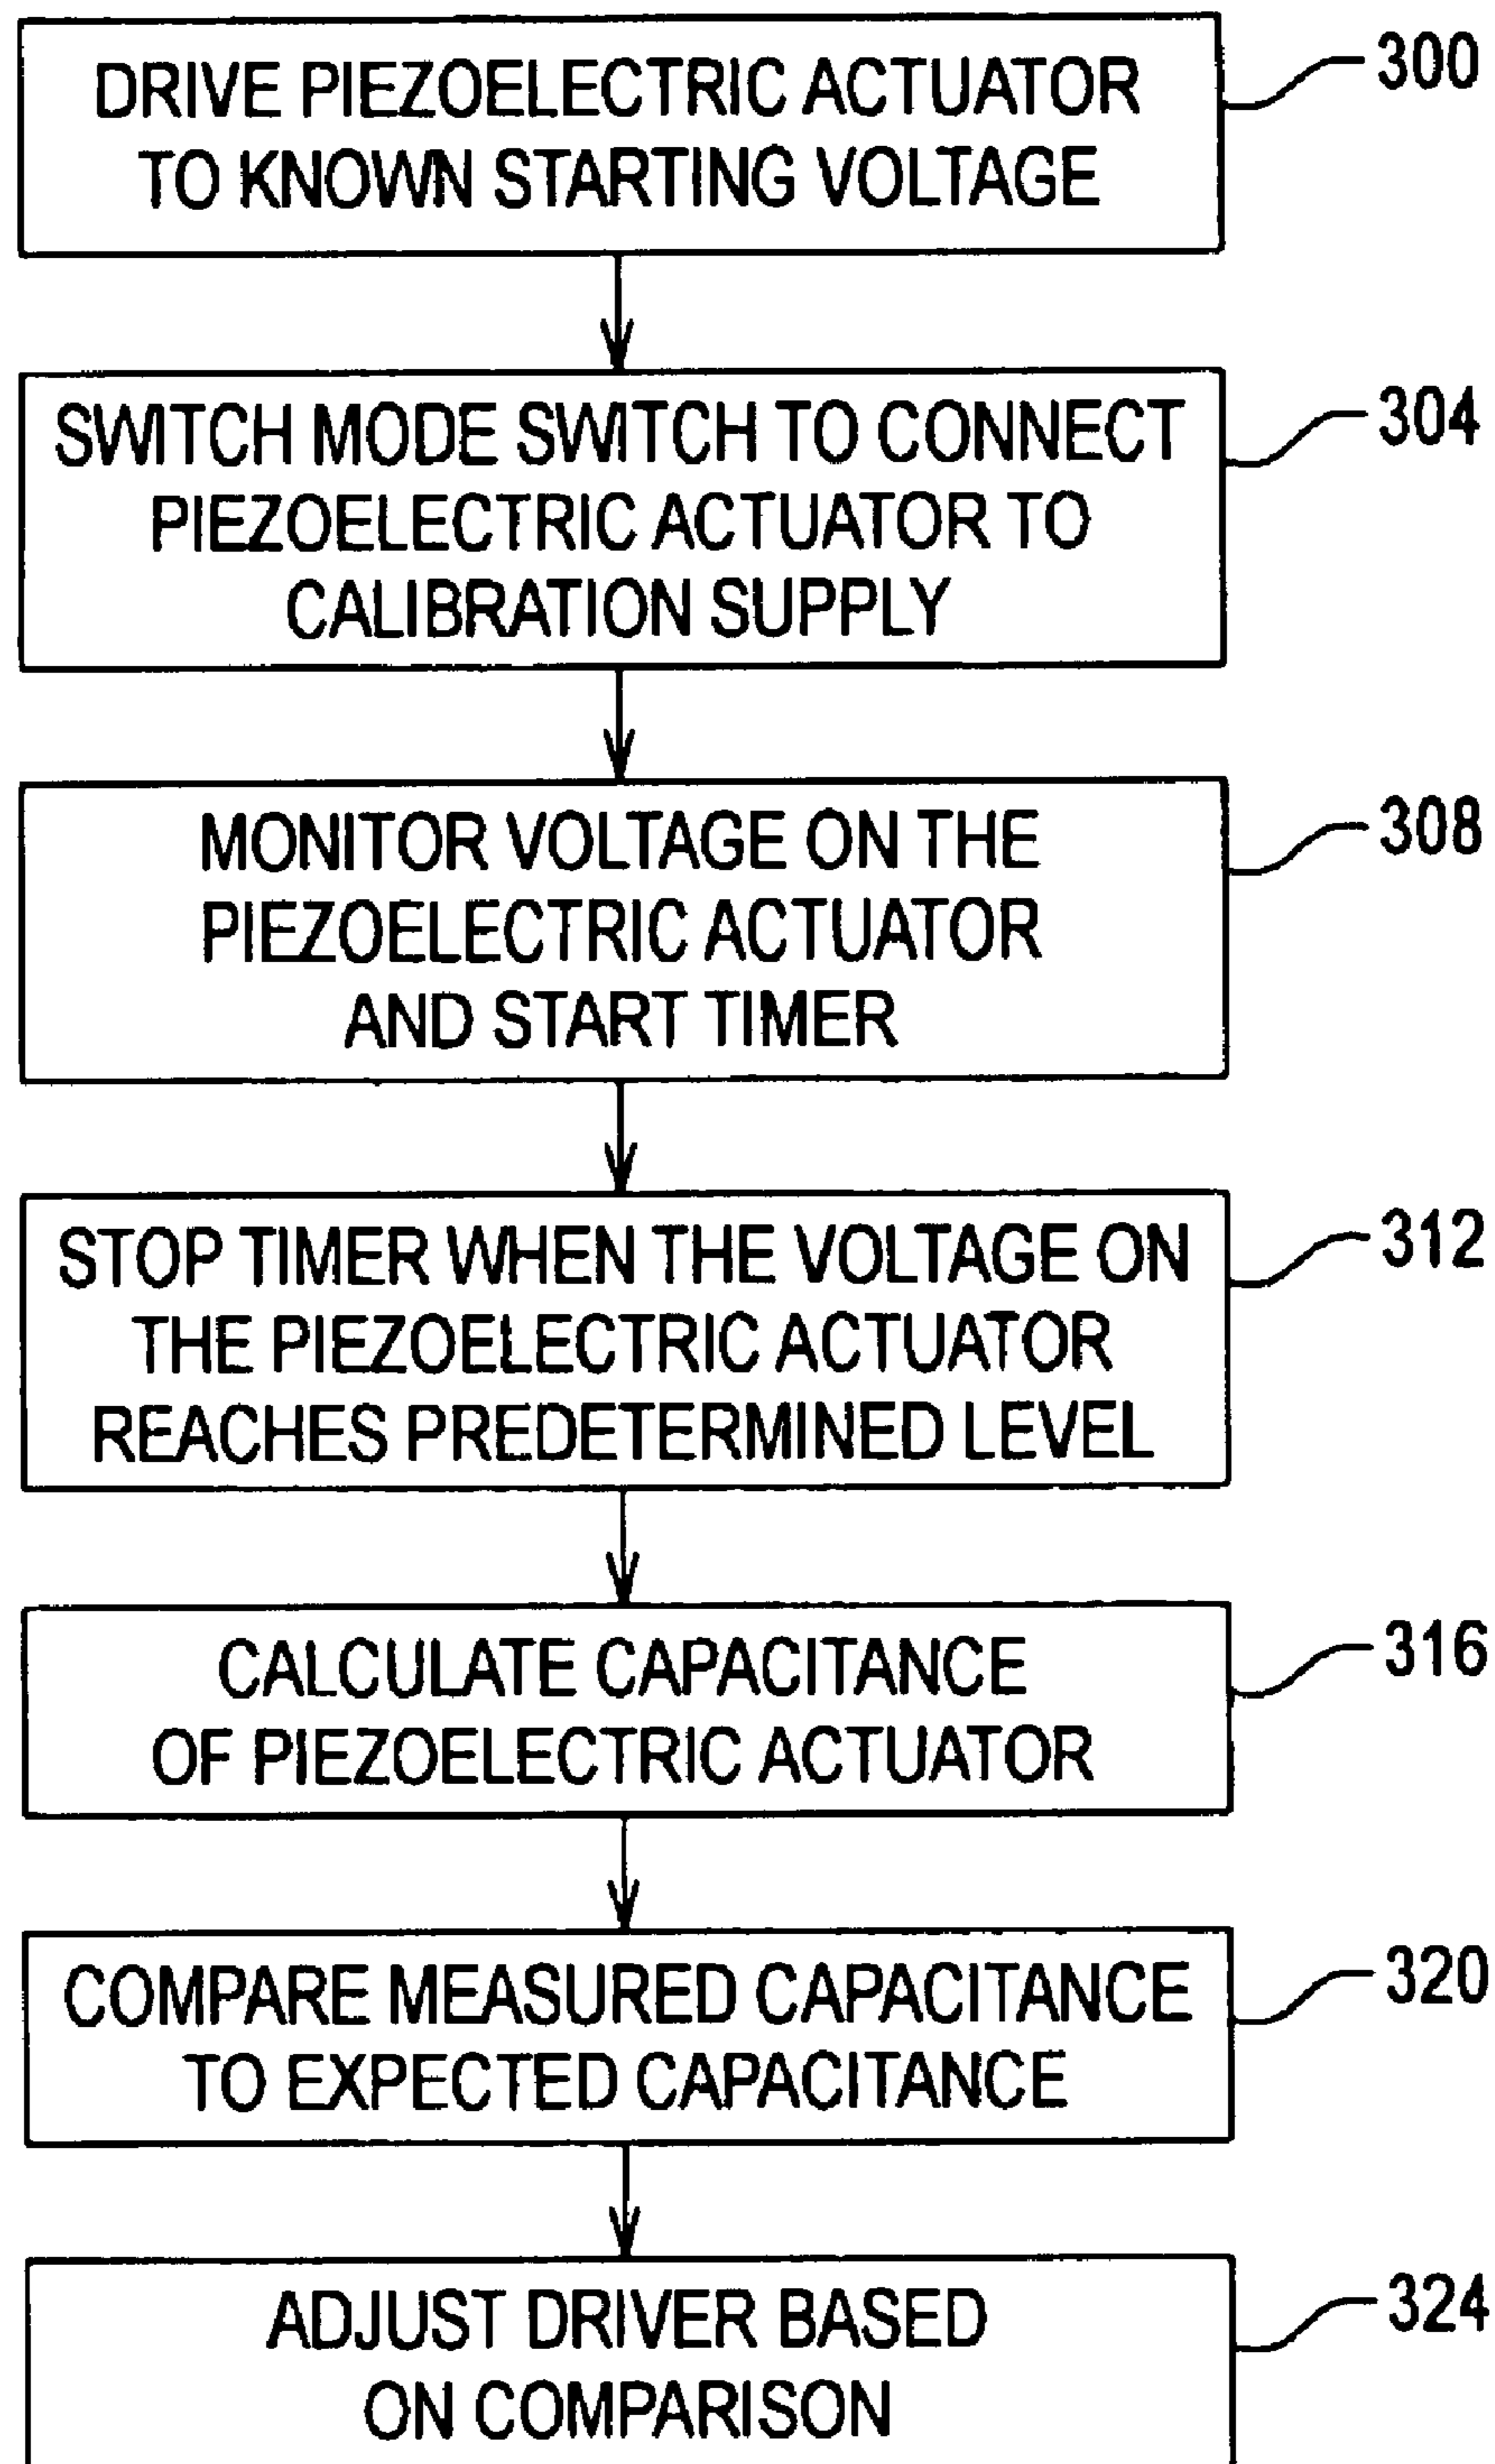 DRIVE PIEZOELECTRIC ACTUATOR
TO KNOWN STARTING VOLTAGE
300
SWITCH MODE SWITCH TO CONNECT
PIEZOELECTRIC ACTUATOR TO
CALIBRATION SUPPLY
304
MONITOR VOLTAGE ON THE
PIEZOELECTRIC ACTUATOR
AND START TIMER
308
STOP TIMER WHEN THE VOLTAGE ON
THE PIEZOELECTRIC ACTUATOR
REACHES PREDETERMINED LEVEL
312
CALCULATE CAPACITANCE
OF PIEZOELECTRIC ACTUATOR
316
COMPARE MEASURED CAPACITANCE
TO EXPECTED CAPACITANCE
320
ADJUST DRIVER BASED
ON COMPARISON
324